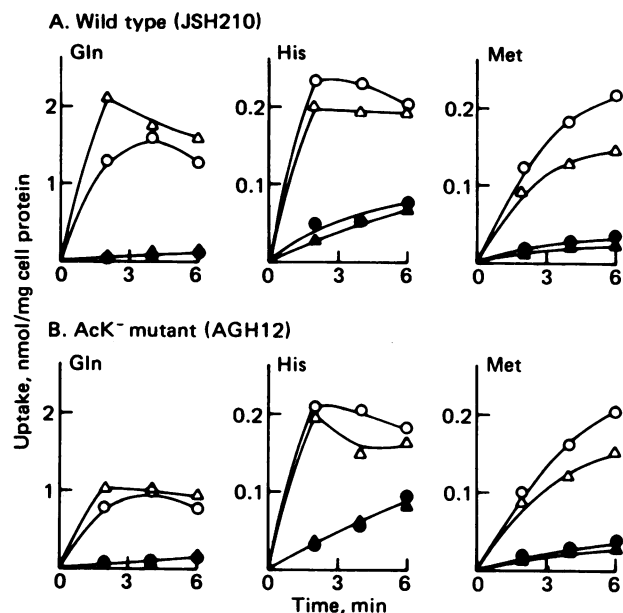 A. Wild type (JSH210)
Gln
His
Met
2
1
0 3 6
0.2
0.1
0 3 6
0.2
0.1
0 3 6
Uptake, nmol/mg cell protein
B. AcK⁻ mutant (AGH12)
Gln
His
Met
2
1
0 3 6
0.2
0.1
0 3 6
0.2
0.1
0 3 6
Time, min